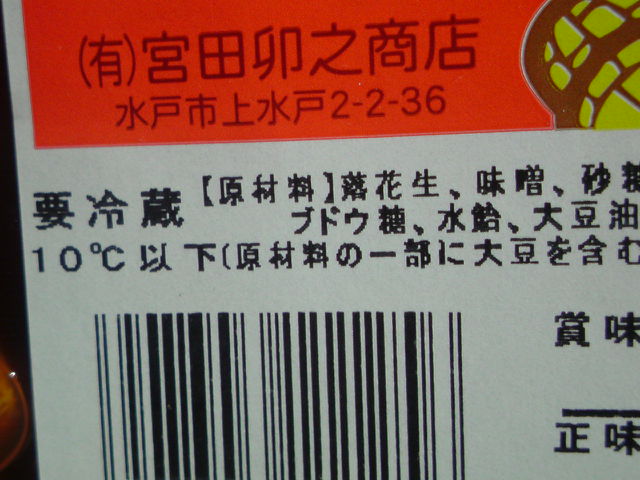 (有)宮田卯之商店
水戸市上水戸2-2-36
【原材料】落花生、味噌、砂糖
要冷蔵 ブドウ糖、水飴、大豆油
10℃以下(原材料の一部に大豆を含む
賞味
正味